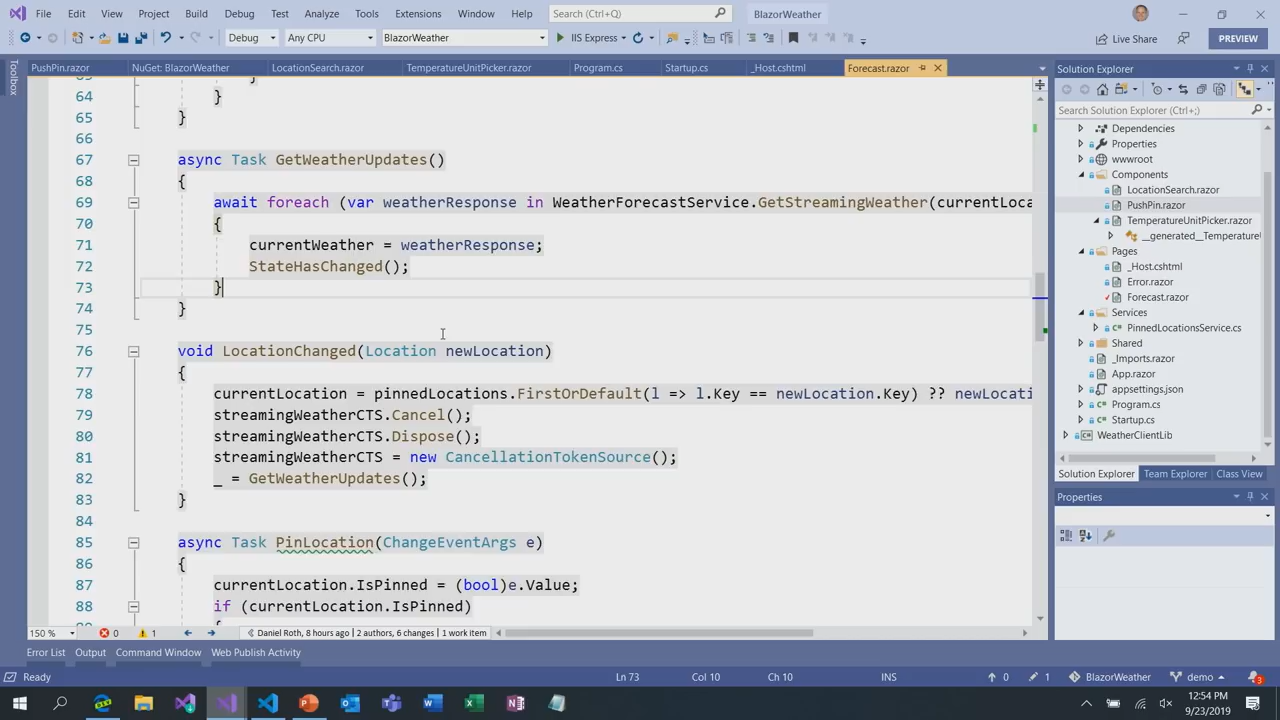 File Edit View Project Build Debug Test Analyze Tools Extensions Window Help Search (Ctrl+Q) BlazorWeather
Debug Any CPU BlazorWeather IIS Express Live Share PREVIEW
PushPin.razor NuGet: BlazorWeather LocationSearch.razor TemperatureUnitPicker.razor Program.cs Startup.cs _Host.cshtml Forecast.razor
Toolbox
64 }
65 }
66
67 async Task GetWeatherUpdates()
68 {
69 await foreach (var weatherResponse in WeatherForecastService.GetStreamingWeather(currentLoca
70 {
71 currentWeather = weatherResponse;
72 StateHasChanged();
73 }
74 }
75
76 void LocationChanged(Location newLocation)
77 {
78 currentLocation = pinnedLocations.FirstOrDefault(l => l.Key == newLocation.Key) ?? newLocati
79 streamingWeatherCTS.Cancel();
80 streamingWeatherCTS.Dispose();
81 streamingWeatherCTS = new CancellationTokenSource();
82 _ = GetWeatherUpdates();
83 }
84
85 async Task PinLocation(ChangeEventArgs e)
86 {
87 currentLocation.IsPinned = (bool)e.Value;
88 if (currentLocation.IsPinned)
150 % 0 1 Daniel Roth, 8 hours ago | 2 authors, 6 changes | 1 work item
Solution Explorer
Search Solution Explorer (Ctrl+;)
Dependencies
Properties
wwwroot
Components
LocationSearch.razor
PushPin.razor
TemperatureUnitPicker.razor
__generated__Temperature
Pages
_Host.cshtml
Error.razor
Forecast.razor
Services
PinnedLocationsService.cs
Shared
_Imports.razor
App.razor
appsettings.json
Program.cs
Startup.cs
WeatherClientLib
Solution Explorer Team Explorer Class View
Properties
Error List Output Command Window Web Publish Activity
Ready Ln 73 Col 10 Ch 10 INS 0 1 BlazorWeather demo 3
12:54 PM
9/23/2019